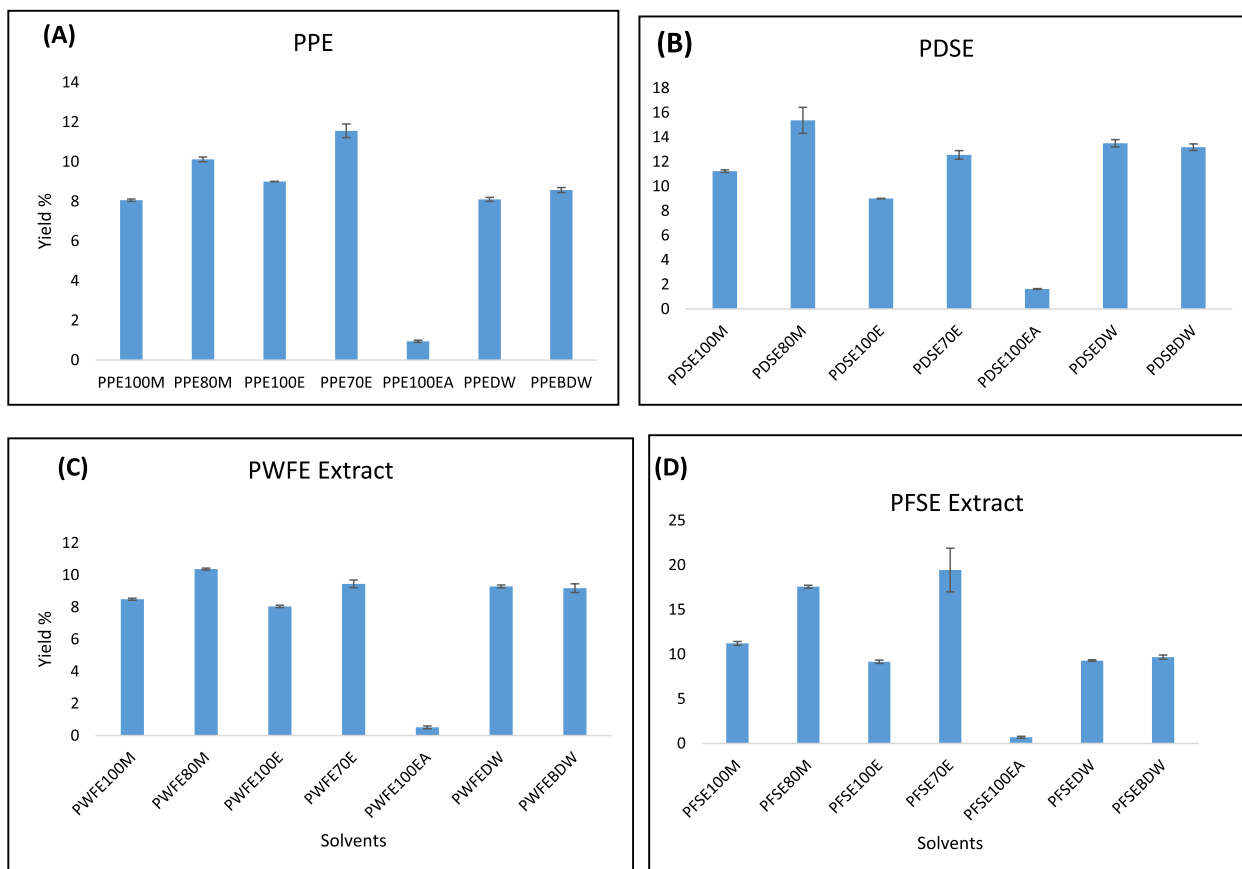 (A)
PPE
14
12
10
8
6
4
2
0
Yield %
PPE100M PPE80M PPE100E PPE70E PPE100EA PPEDW PPEBDW
(B)
PDSE
18
16
14
12
10
8
6
4
2
0
PDSE100M PDSE80M PDSE100E PDSE70E PDSE100EA PDSEDW PDSBDW
(C)
PWFE Extract
12
10
8
6
4
2
0
Yield %
PWFE100M PWFE80M PWFE100E PWFE70E PWFE100EA PWFEDW PWFEBDW
Solvents
(D)
PFSE Extract
25
20
15
10
5
0
PFSE100M PFSE80M PFSE100E PFSE70E PFSE100EA PFSEDW PFSEBDW
Solvents